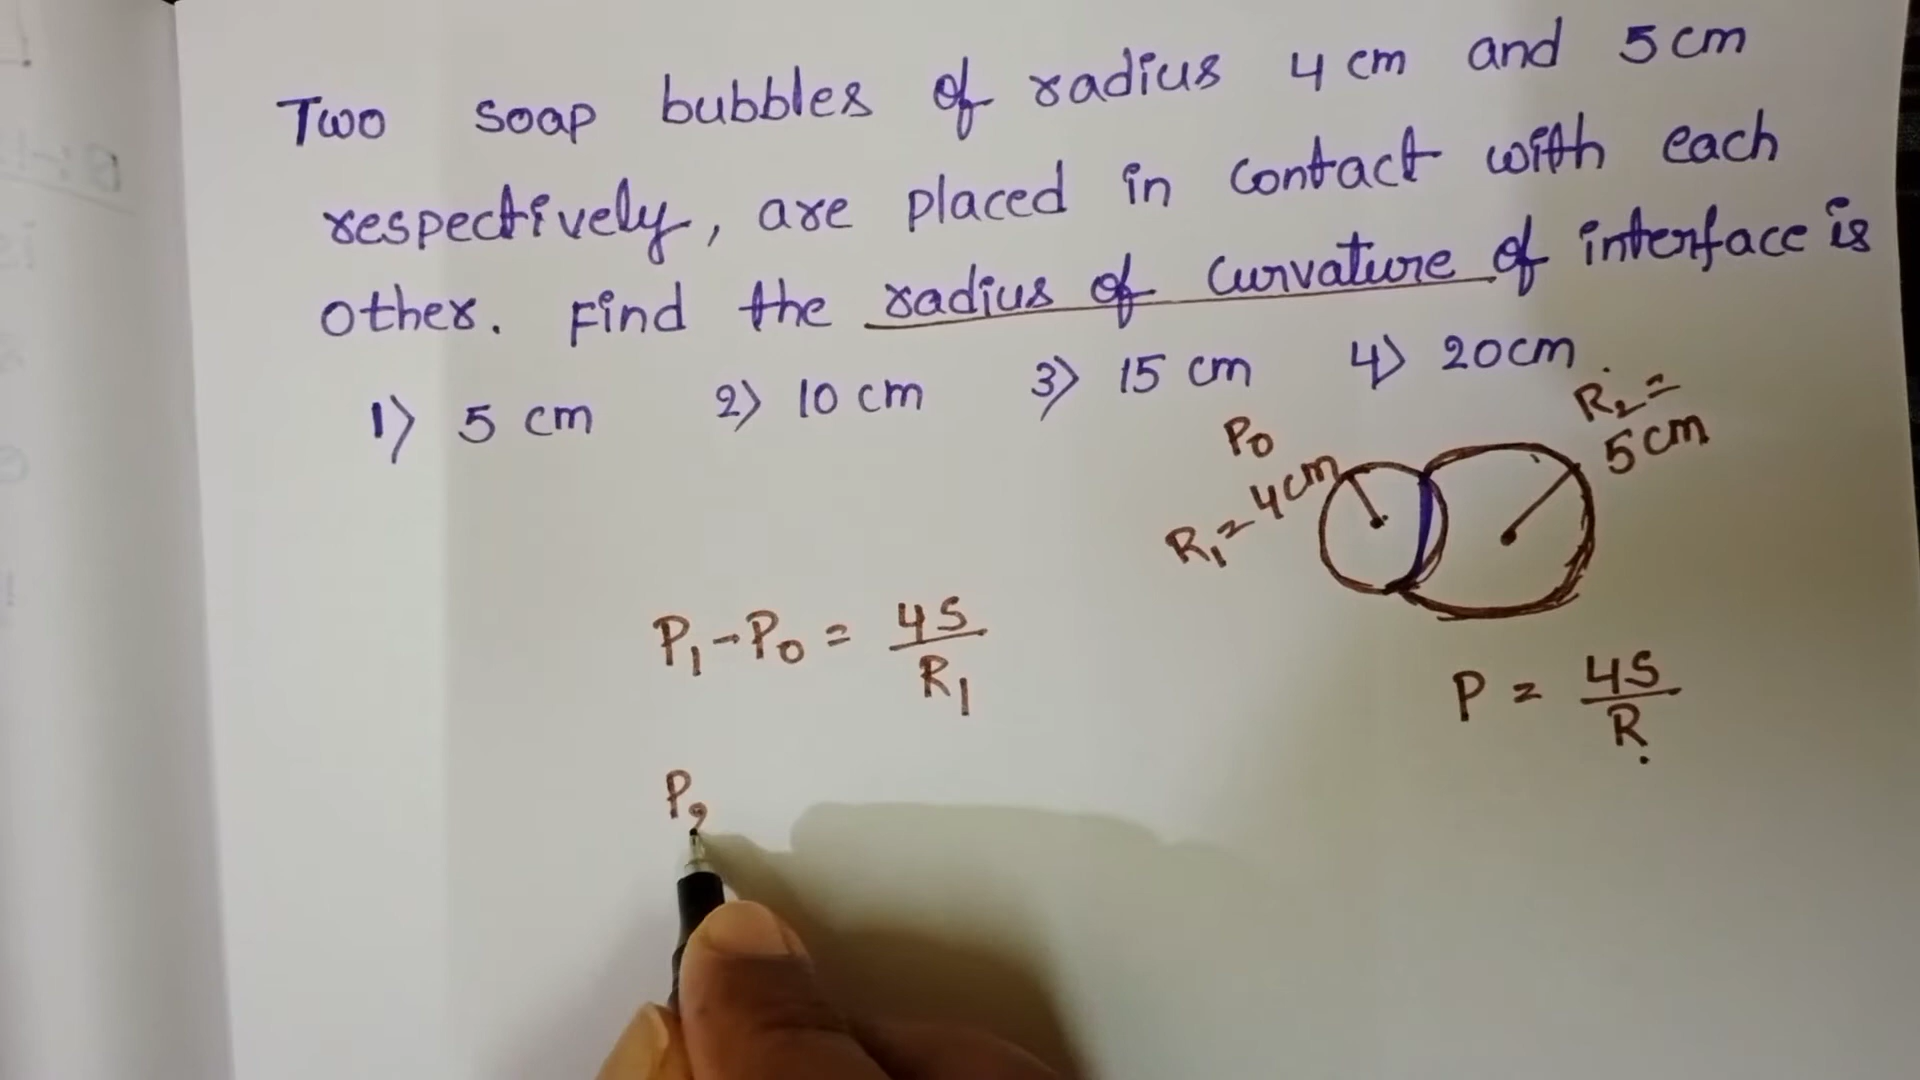 Two soap bubbles of radius 4 cm and 5 cm
respectively, are placed in contact with each
other. Find the radius of curvature of interface is
1) 5 cm 2) 10 cm 3) 15 cm 4) 20 cm
P0
R1 = 4cm
R2 =
5 cm
P1 - P0 = 4S / R1
P = 4S / R
P2